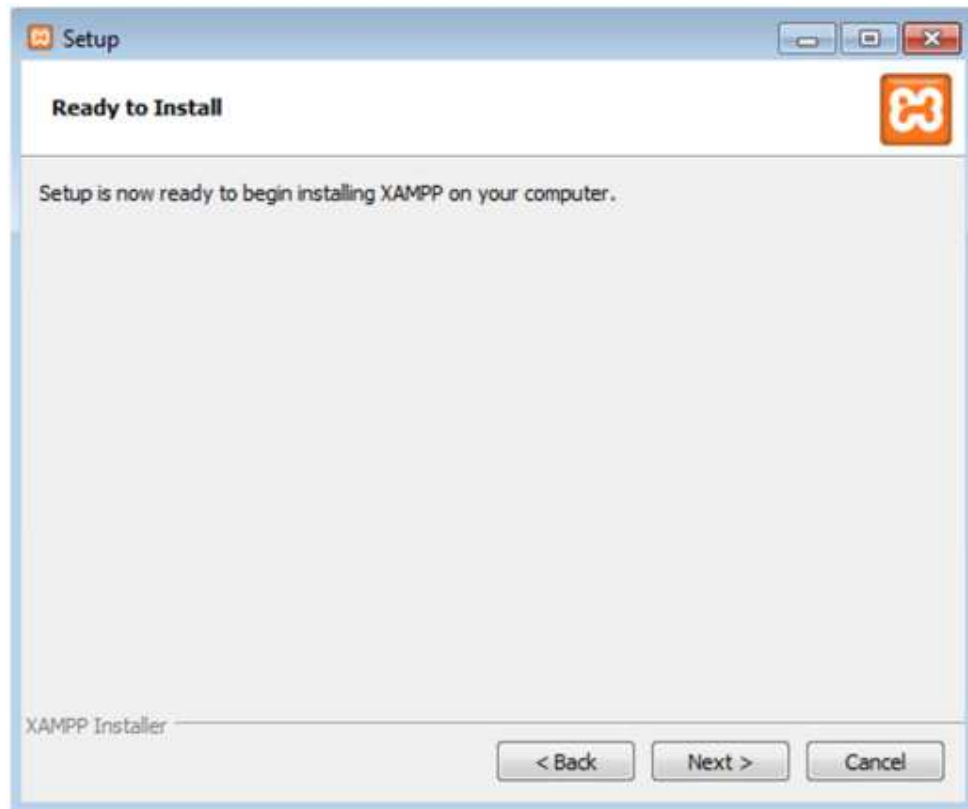 Setup
Ready to Install
Setup is now ready to begin installing XAMPP on your computer.
XAMPP Installer
< Back Next > Cancel